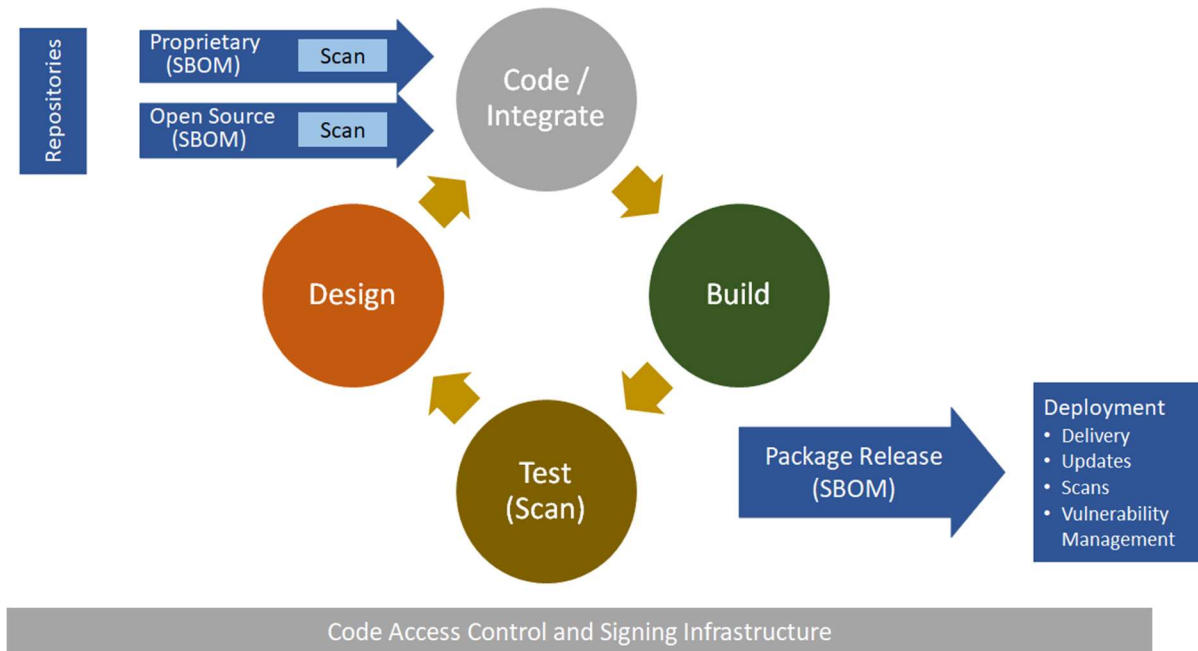 Repositories
Proprietary
(SBOM)
Scan
Open Source
(SBOM)
Scan
Code /
Integrate
Design
Build
Test
(Scan)
Package Release
(SBOM)
Deployment
• Delivery
• Updates
• Scans
• Vulnerability
Management
Code Access Control and Signing Infrastructure